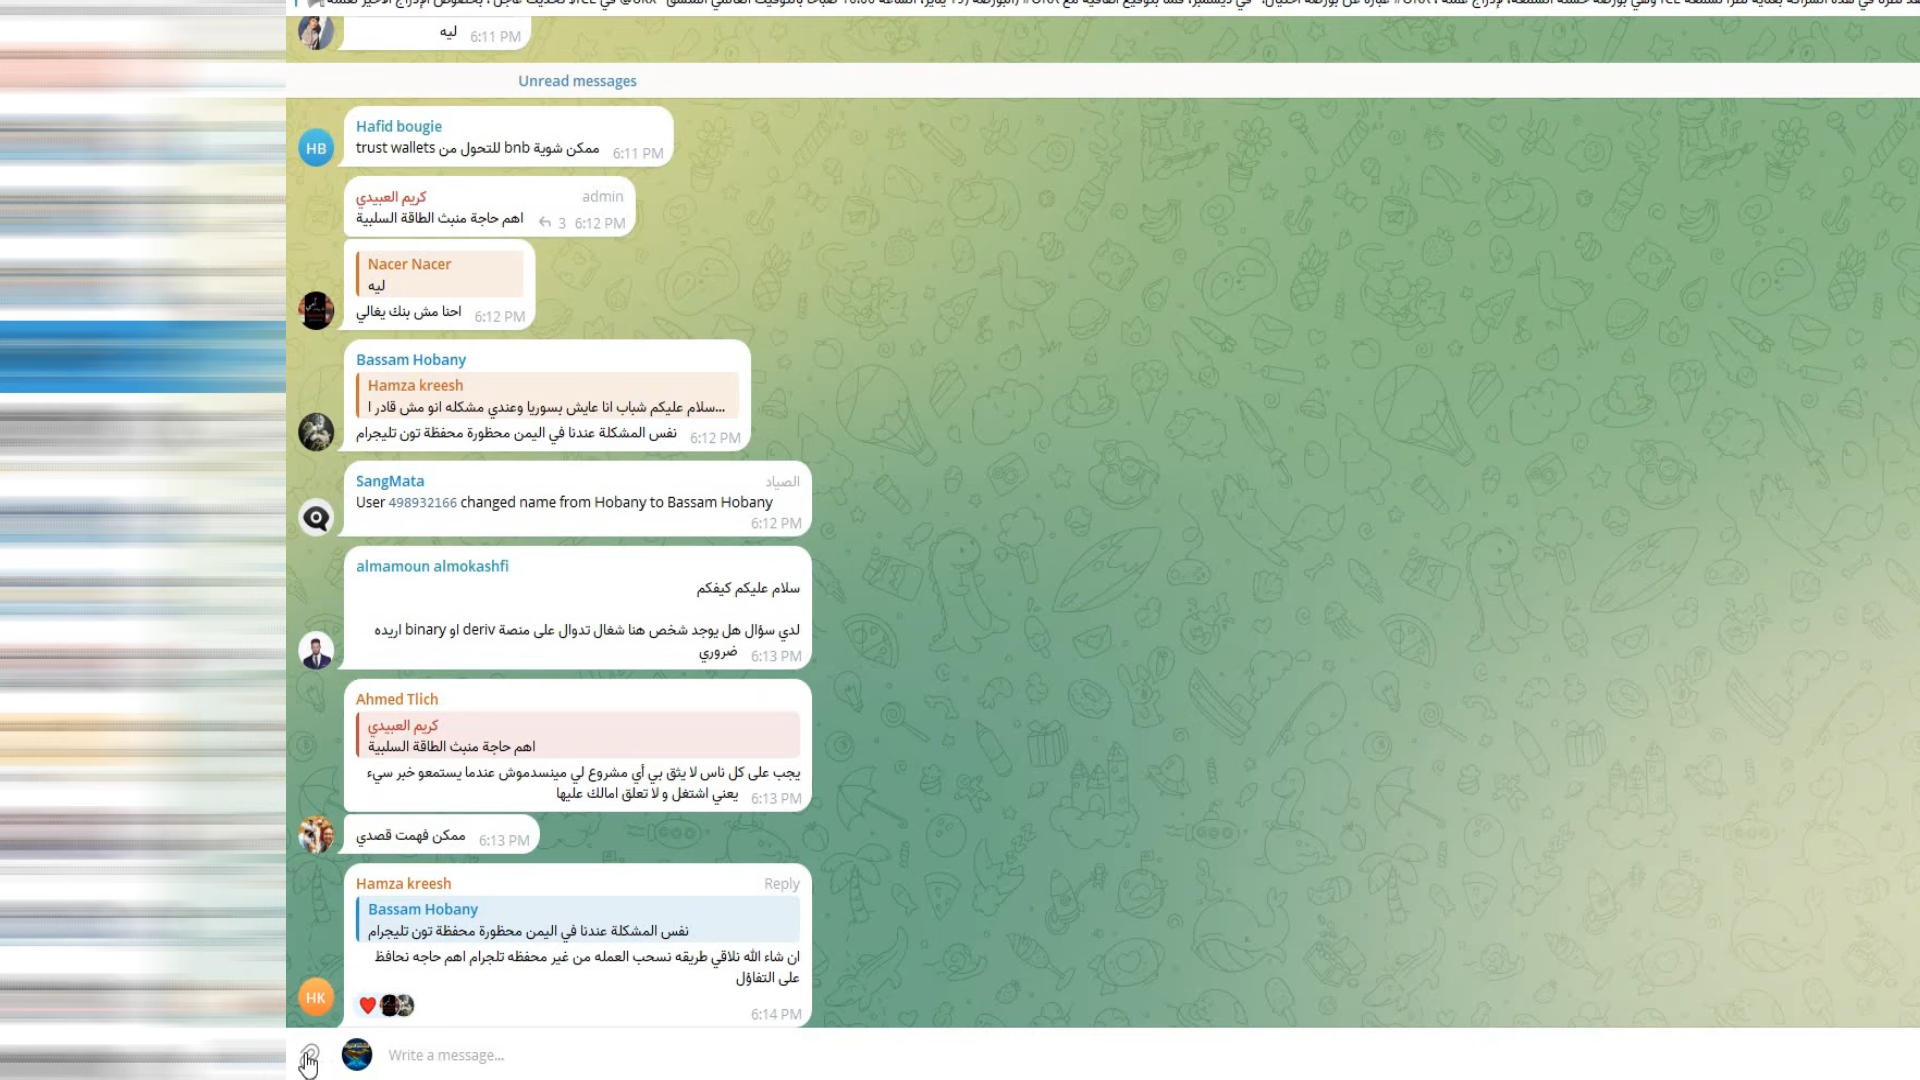 ليه 6:11 PM
Unread messages
Hafid bougie
HB
ممكن شوية bnb للتحول من trust wallets 6:11 PM
كريم العبيدي admin
اهم حاجة منبث الطاقة السلبية 3 6:12 PM
Nacer Nacer
ليه
احنا مش بنك يغالي 6:12 PM
Bassam Hobany
Hamza kreesh
سلام عليكم شباب انا عايش بسوريا وعندي مشكله انو مش قادر ا...
نفس المشكلة عندنا في اليمن محظورة محفظة تون تليجرام 6:12 PM
SangMata الصياد
User 498932166 changed name from Hobany to Bassam Hobany
6:12 PM
almamoun almokashfi
سلام عليكم كيفكم
لدي سؤال هل يوجد شخص هنا شغال تدوال على منصة deriv او binary اريده
ضروري 6:13 PM
Ahmed Tlich
كريم العبيدي
اهم حاجة منبث الطاقة السلبية
يجب على كل ناس لا يثق بي أي مشروع لي مينسدموش عندما يستمعو خبر سيء
يعني اشتغل و لا تعلق امالك عليها 6:13 PM
ممكن فهمت قصدي 6:13 PM
Hamza kreesh Reply
Bassam Hobany
نفس المشكلة عندنا في اليمن محظورة محفظة تون تليجرام
ان شاء الله نلاقي طريقه نسحب العمله من غير محفظه تلجرام اهم حاجه نحافظ
على التفاؤل
HK
6:14 PM
Write a message...